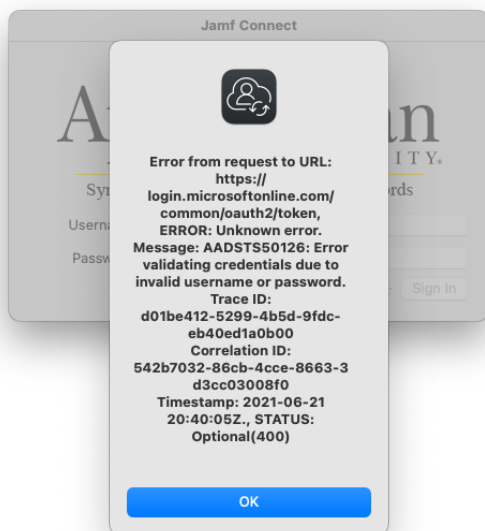 Jamf Connect
Error from request to URL:
https://
login.microsoftonline.com/
common/oauth2/token,
ERROR: Unknown error.
Message: AADSTS50126: Error
validating credentials due to
invalid username or password.
Trace ID:
d01be412-5299-4b5d-9fdc-
eb40ed1a0b00
Correlation ID:
542b7032-86cb-4cce-8663-3
d3cc03008f0
Timestamp: 2021-06-21
20:40:05Z., STATUS:
Optional(400)
Sign In
OK